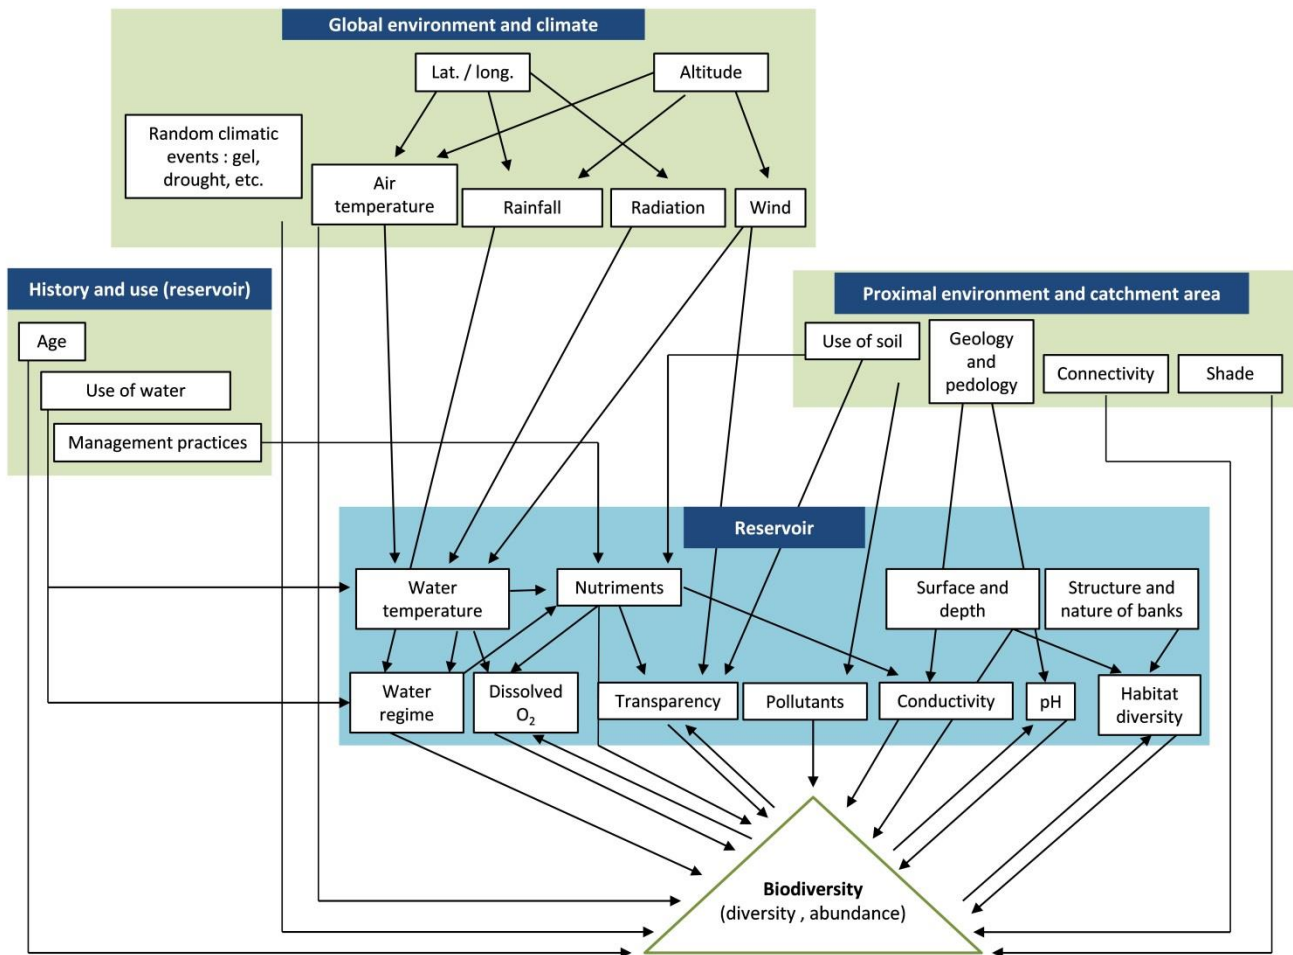 Global environment and climate
Lat. / long.
Altitude
Random climatic
events : gel,
drought, etc.
Air
temperature
Rainfall
Radiation
Wind
History and use (reservoir)
Age
Use of water
Management practices
Proximal environment and catchment area
Use of soil
Geology
and
pedology
Connectivity
Shade
Reservoir
Water
temperature
Nutriments
Surface and
depth
Structure and
nature of banks
Water
regime
Dissolved
O₂
Transparency
Pollutants
Conductivity
pH
Habitat
diversity
Biodiversity
(diversity , abundance)